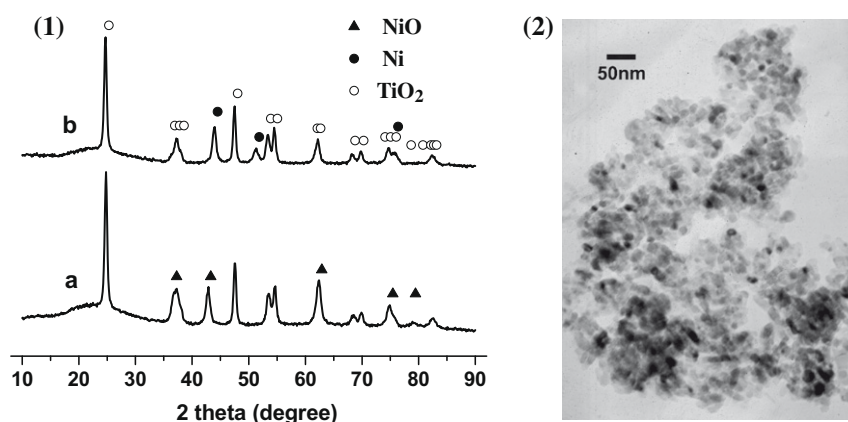 (1)
▲ NiO
● Ni
○ TiO2
b
a
10 20 30 40 50 60 70 80 90
2 theta (degree)
(2)
50nm